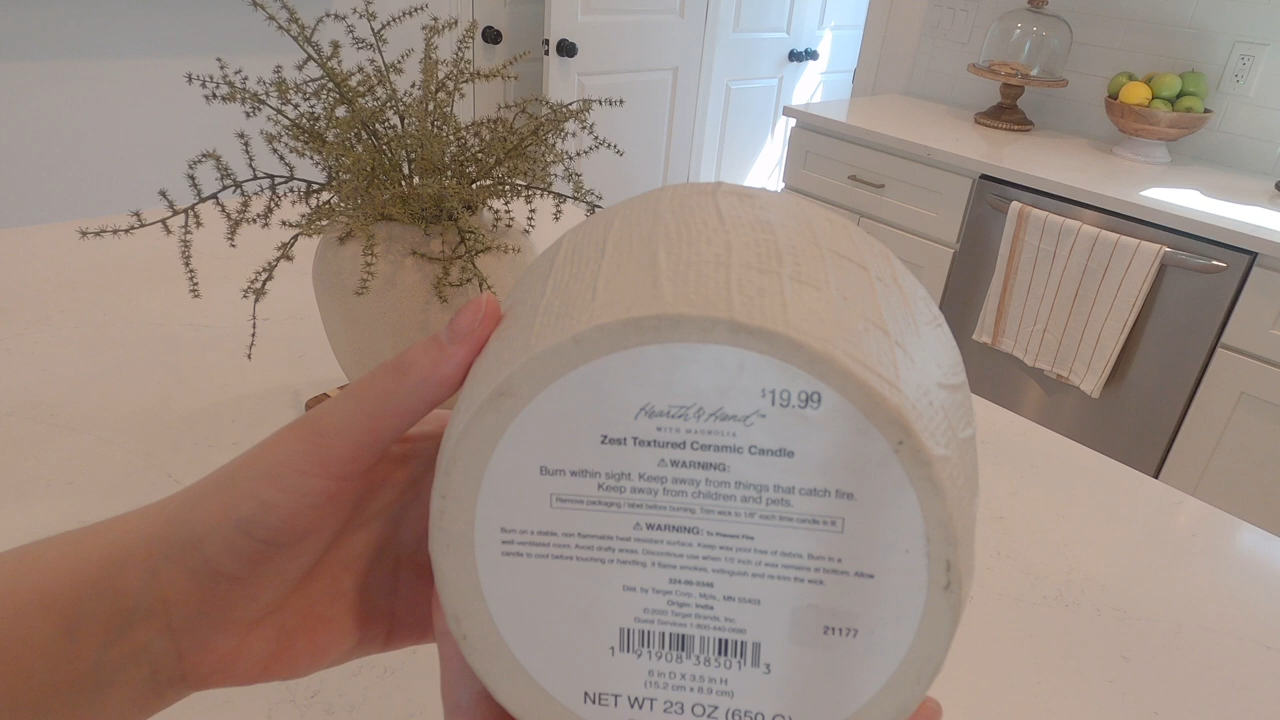 $19.99
Hearth & Hand™
WITH MAGNOLIA
Zest Textured Ceramic Candle
⚠WARNING:
Burn within sight. Keep away from things that catch fire.
Keep away from children and pets.
Remove packaging / label before burning. Trim wick to 1/8" each time candle is lit.
⚠ WARNING: To Prevent Fire
Burn on a stable, non flammable heat resistant surface. Keep wax pool free of debris. Burn in a
well-ventilated room. Avoid drafty areas. Discontinue use when 1/2 inch of wax remains at bottom. Allow
candle to cool before touching or handling. If flame smokes, extinguish and re-trim the wick.
324-00-0346
Dist. by Target Corp., Mpls., MN 55403
Origin: India
©2020 Target Brands, Inc.
Guest Services 1-800-440-0680
21177
1 91908 38501 3
6 in D X 3.5 in H
(15.2 cm x 8.9 cm)
NET WT 23 OZ (650 G)